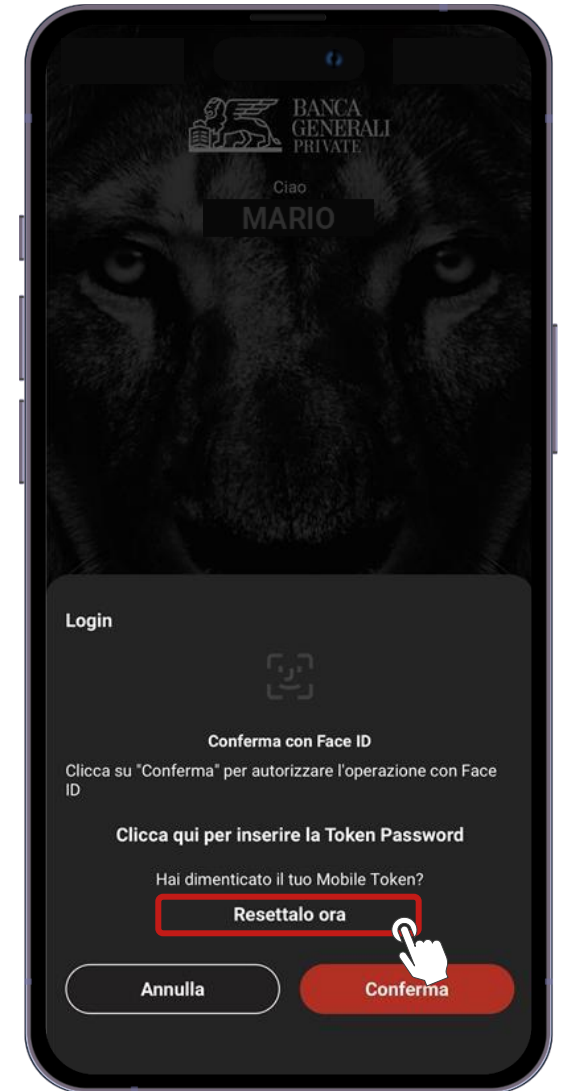 BANCA
GENERALI
PRIVATE
Ciao
MARIO
Login
Conferma con Face ID
Clicca su "Conferma" per autorizzare l'operazione con Face
ID
Clicca qui per inserire la Token Password
Hai dimenticato il tuo Mobile Token?
Resettalo ora
Annulla
Conferma